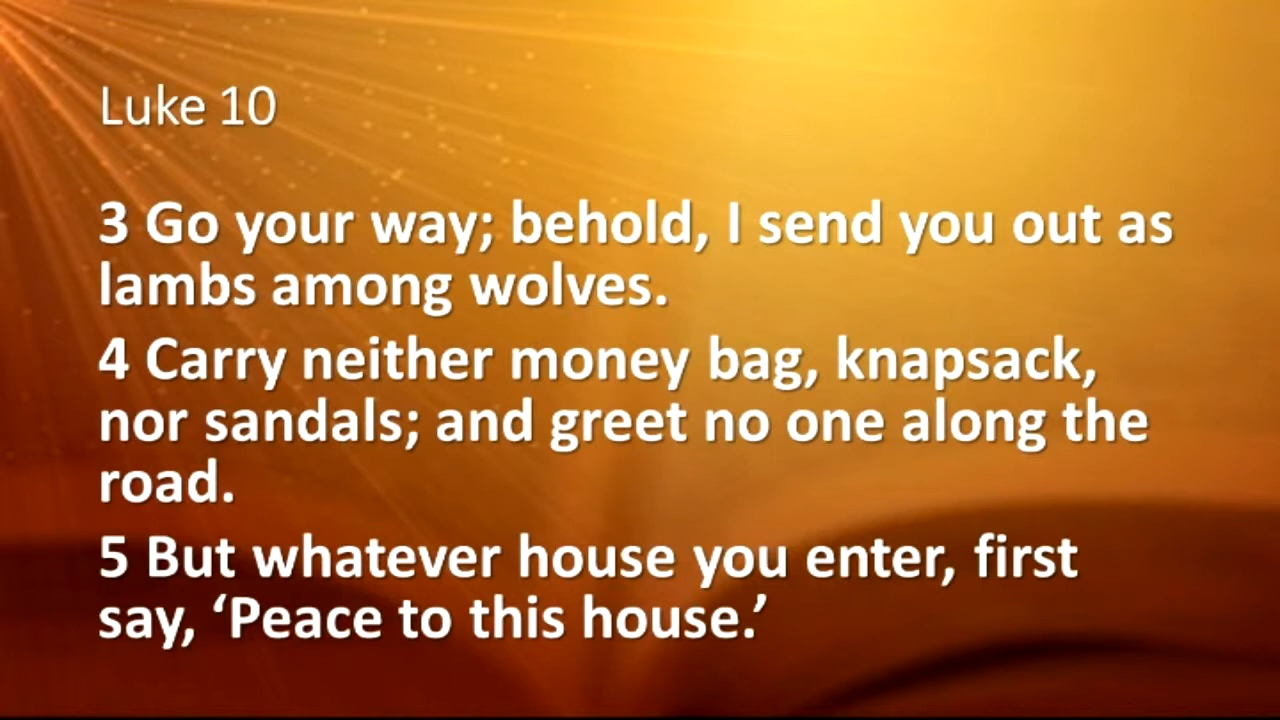 Luke 10
3 Go your way; behold, I send you out as
lambs among wolves.
4 Carry neither money bag, knapsack,
nor sandals; and greet no one along the
road.
5 But whatever house you enter, first
say, ‘Peace to this house.’